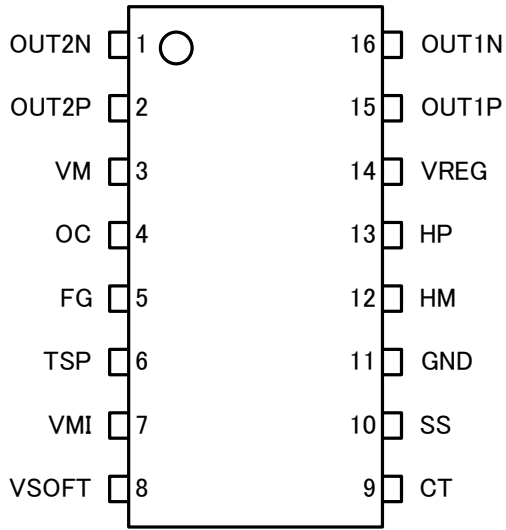 OUT2N 1 16 OUT1N
OUT2P 2 15 OUT1P
VM 3 14 VREG
OC 4 13 HP
FG 5 12 HM
TSP 6 11 GND
VMI 7 10 SS
VSOFT 8 9 CT